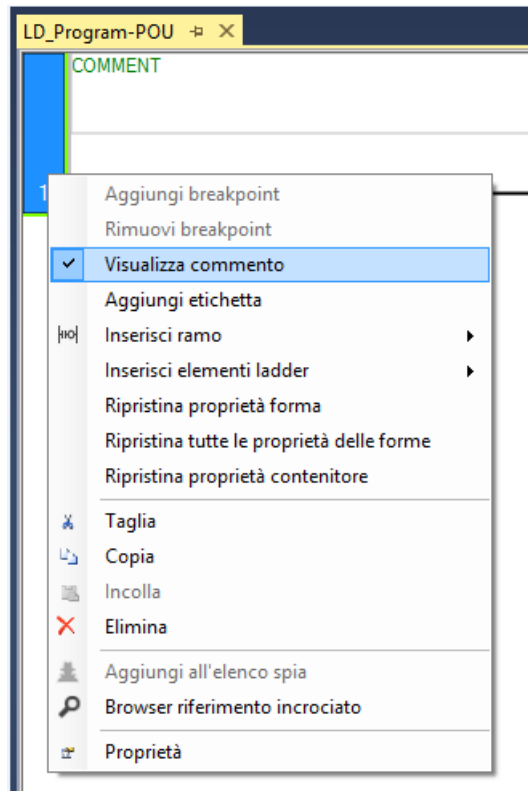 LD_Program-POU
COMMENT
1
Aggiungi breakpoint
Rimuovi breakpoint
Visualizza commento
Aggiungi etichetta
Inserisci ramo
Inserisci elementi ladder
Ripristina proprietà forma
Ripristina tutte le proprietà delle forme
Ripristina proprietà contenitore
Taglia
Copia
Incolla
Elimina
Aggiungi all'elenco spia
Browser riferimento incrociato
Proprietà